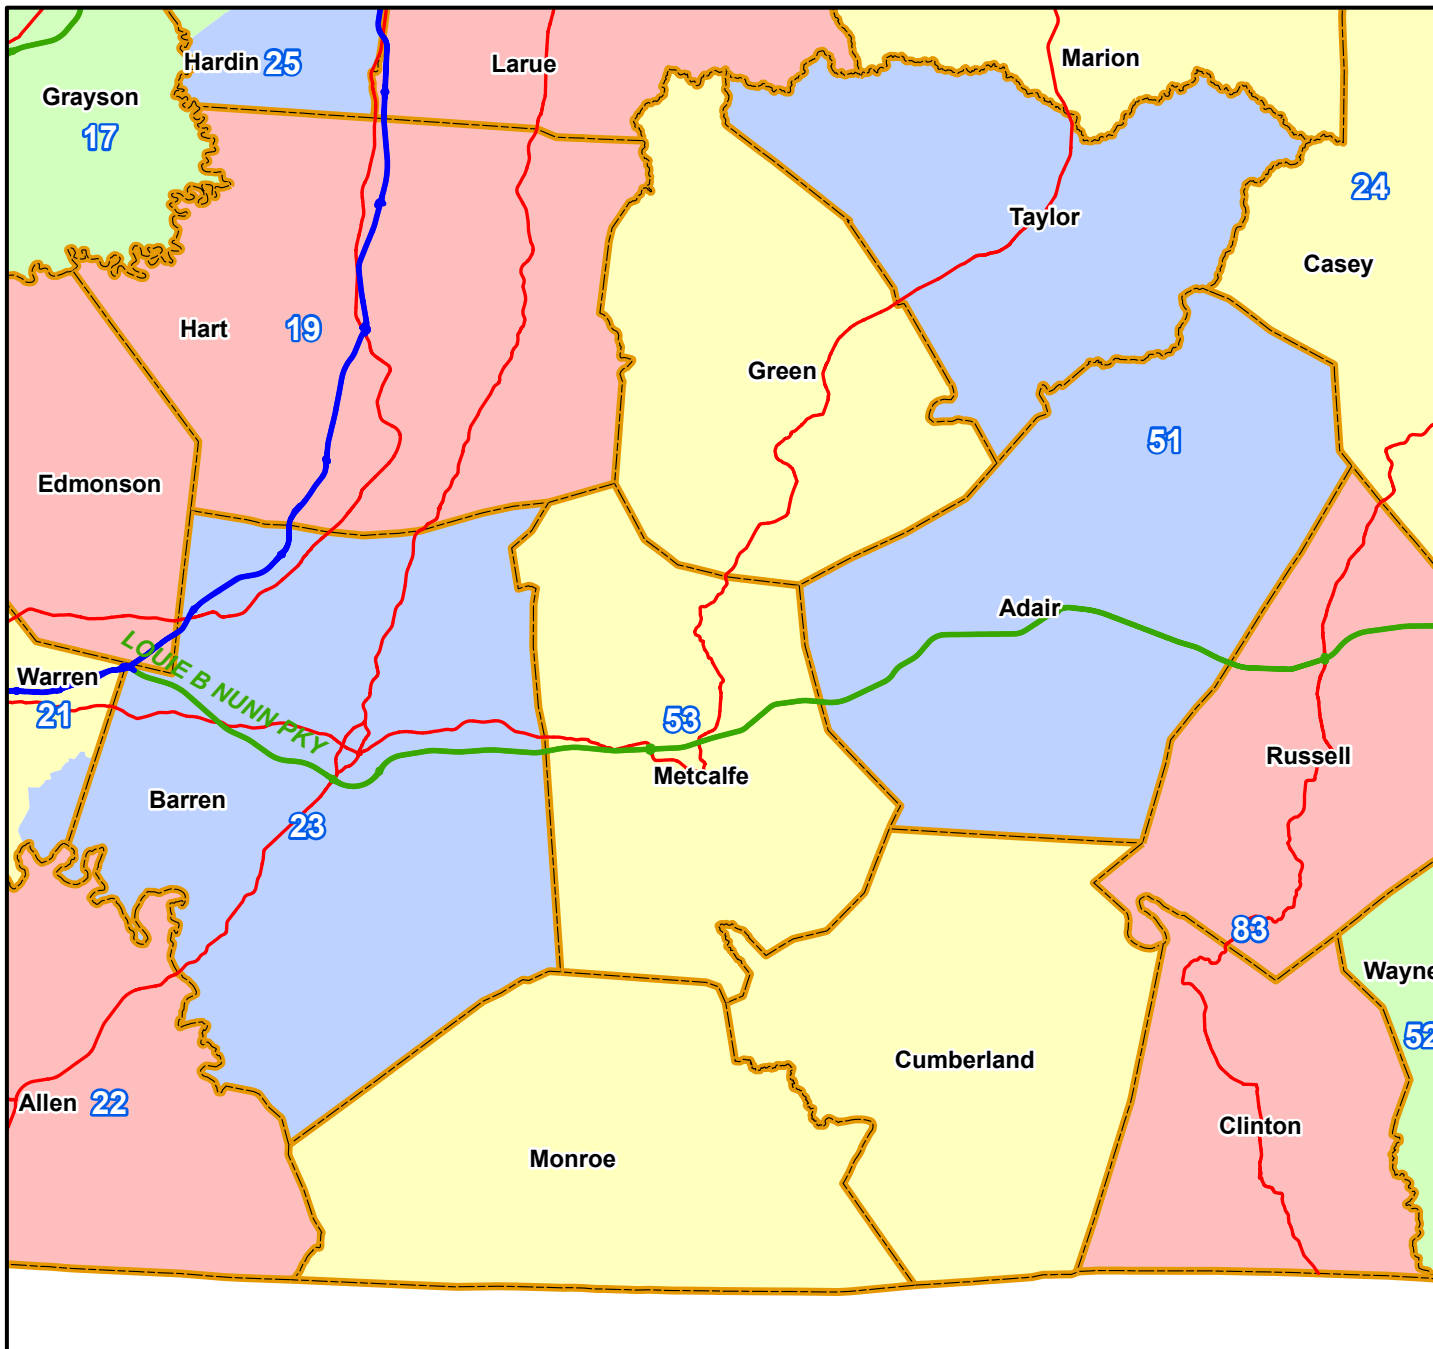 Hardin 25
Larue
Marion
Grayson
17
24
Taylor
Casey
Hart 19
Green
51
Edmonson
Adair
LOUIE B NUNN PKY
Warren
21
53
Russell
Metcalfe
Barren
23
83
Wayne
52
Cumberland
Allen 22
Clinton
Monroe